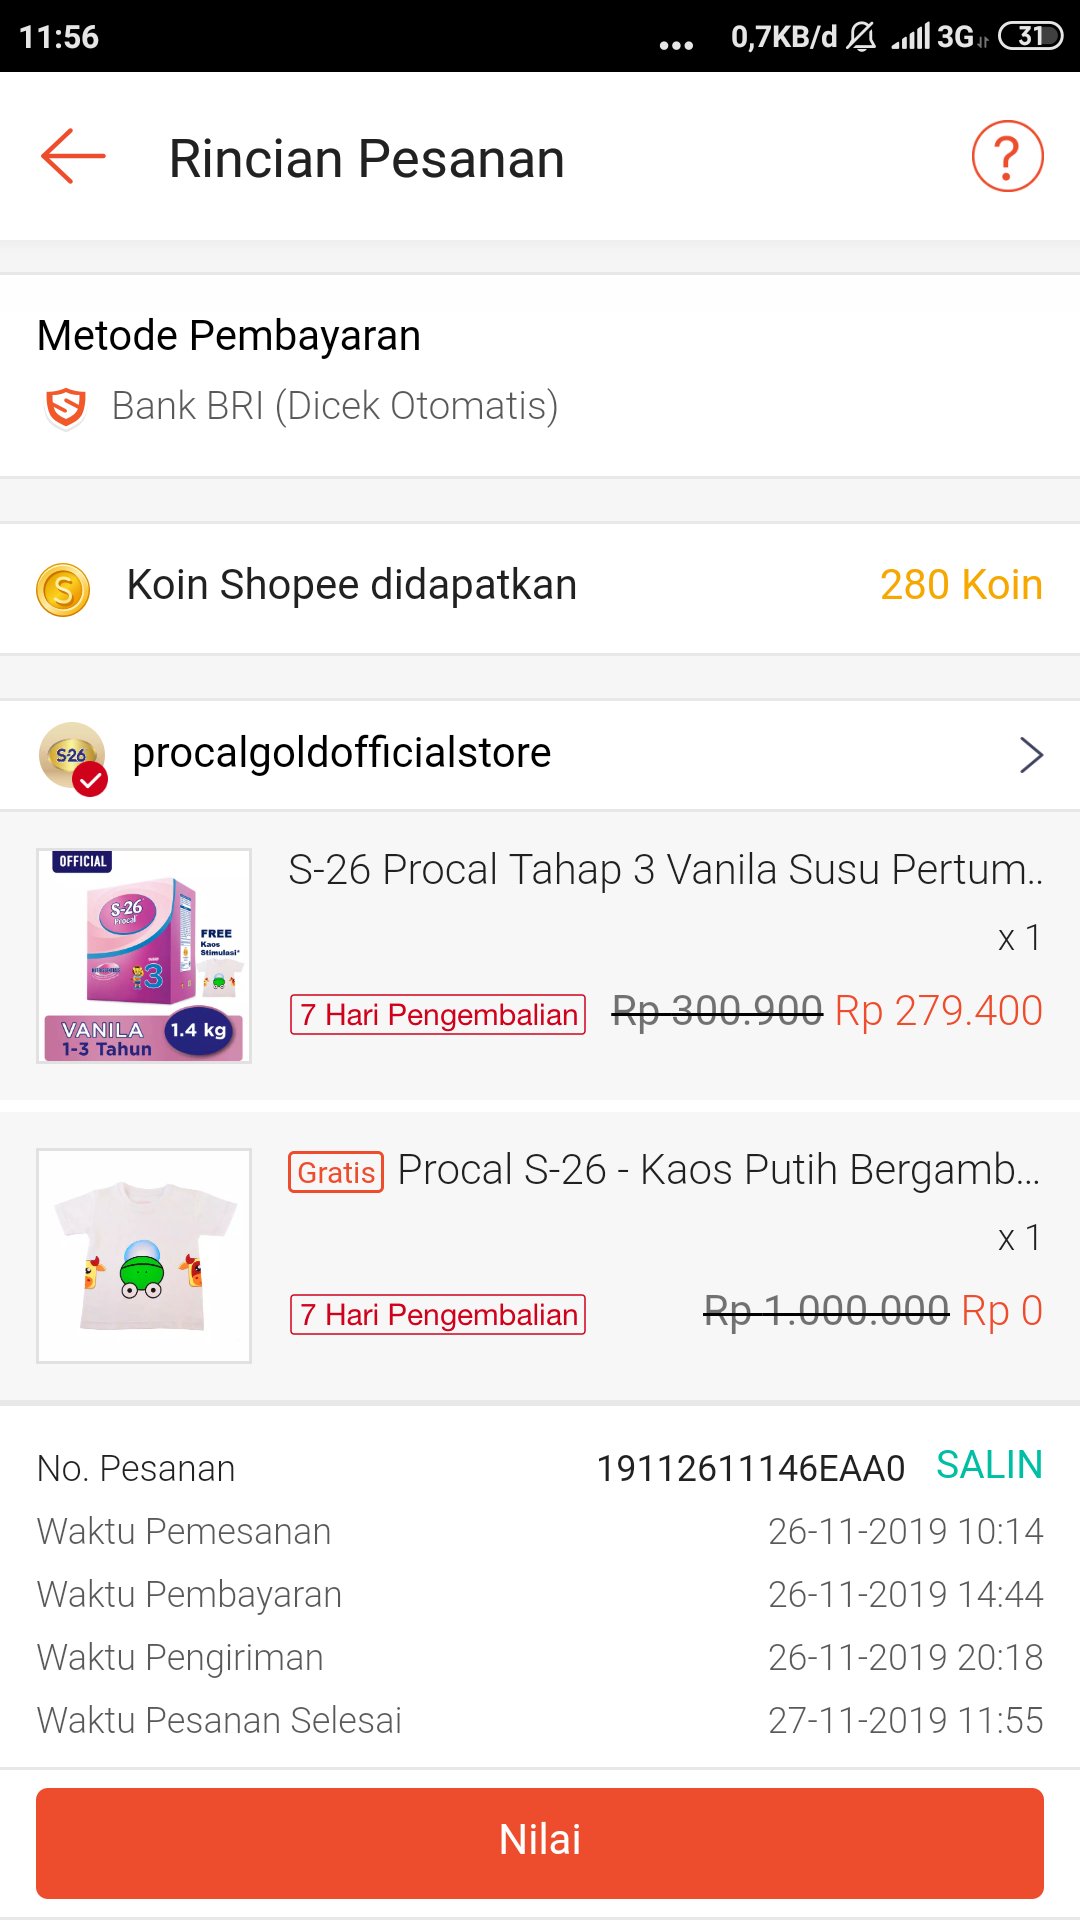 11:56
... 0,7KB/d 3G 31
Rincian Pesanan
?
Metode Pembayaran
Bank BRI (Dicek Otomatis)
Koin Shopee didapatkan 280 Koin
S-26 procalgoldofficialstore
OFFICIAL
S-26
Procal
FREE
Kaos
Stimulasi*
3
VANILA
1-3 Tahun
1.4 kg
S-26 Procal Tahap 3 Vanila Susu Pertum..
x 1
7 Hari Pengembalian Rp 300.900 Rp 279.400
Gratis Procal S-26 - Kaos Putih Bergamb...
x 1
7 Hari Pengembalian Rp 1.000.000 Rp 0
No. Pesanan 19112611146EAA0 SALIN
Waktu Pemesanan 26-11-2019 10:14
Waktu Pembayaran 26-11-2019 14:44
Waktu Pengiriman 26-11-2019 20:18
Waktu Pesanan Selesai 27-11-2019 11:55
Nilai